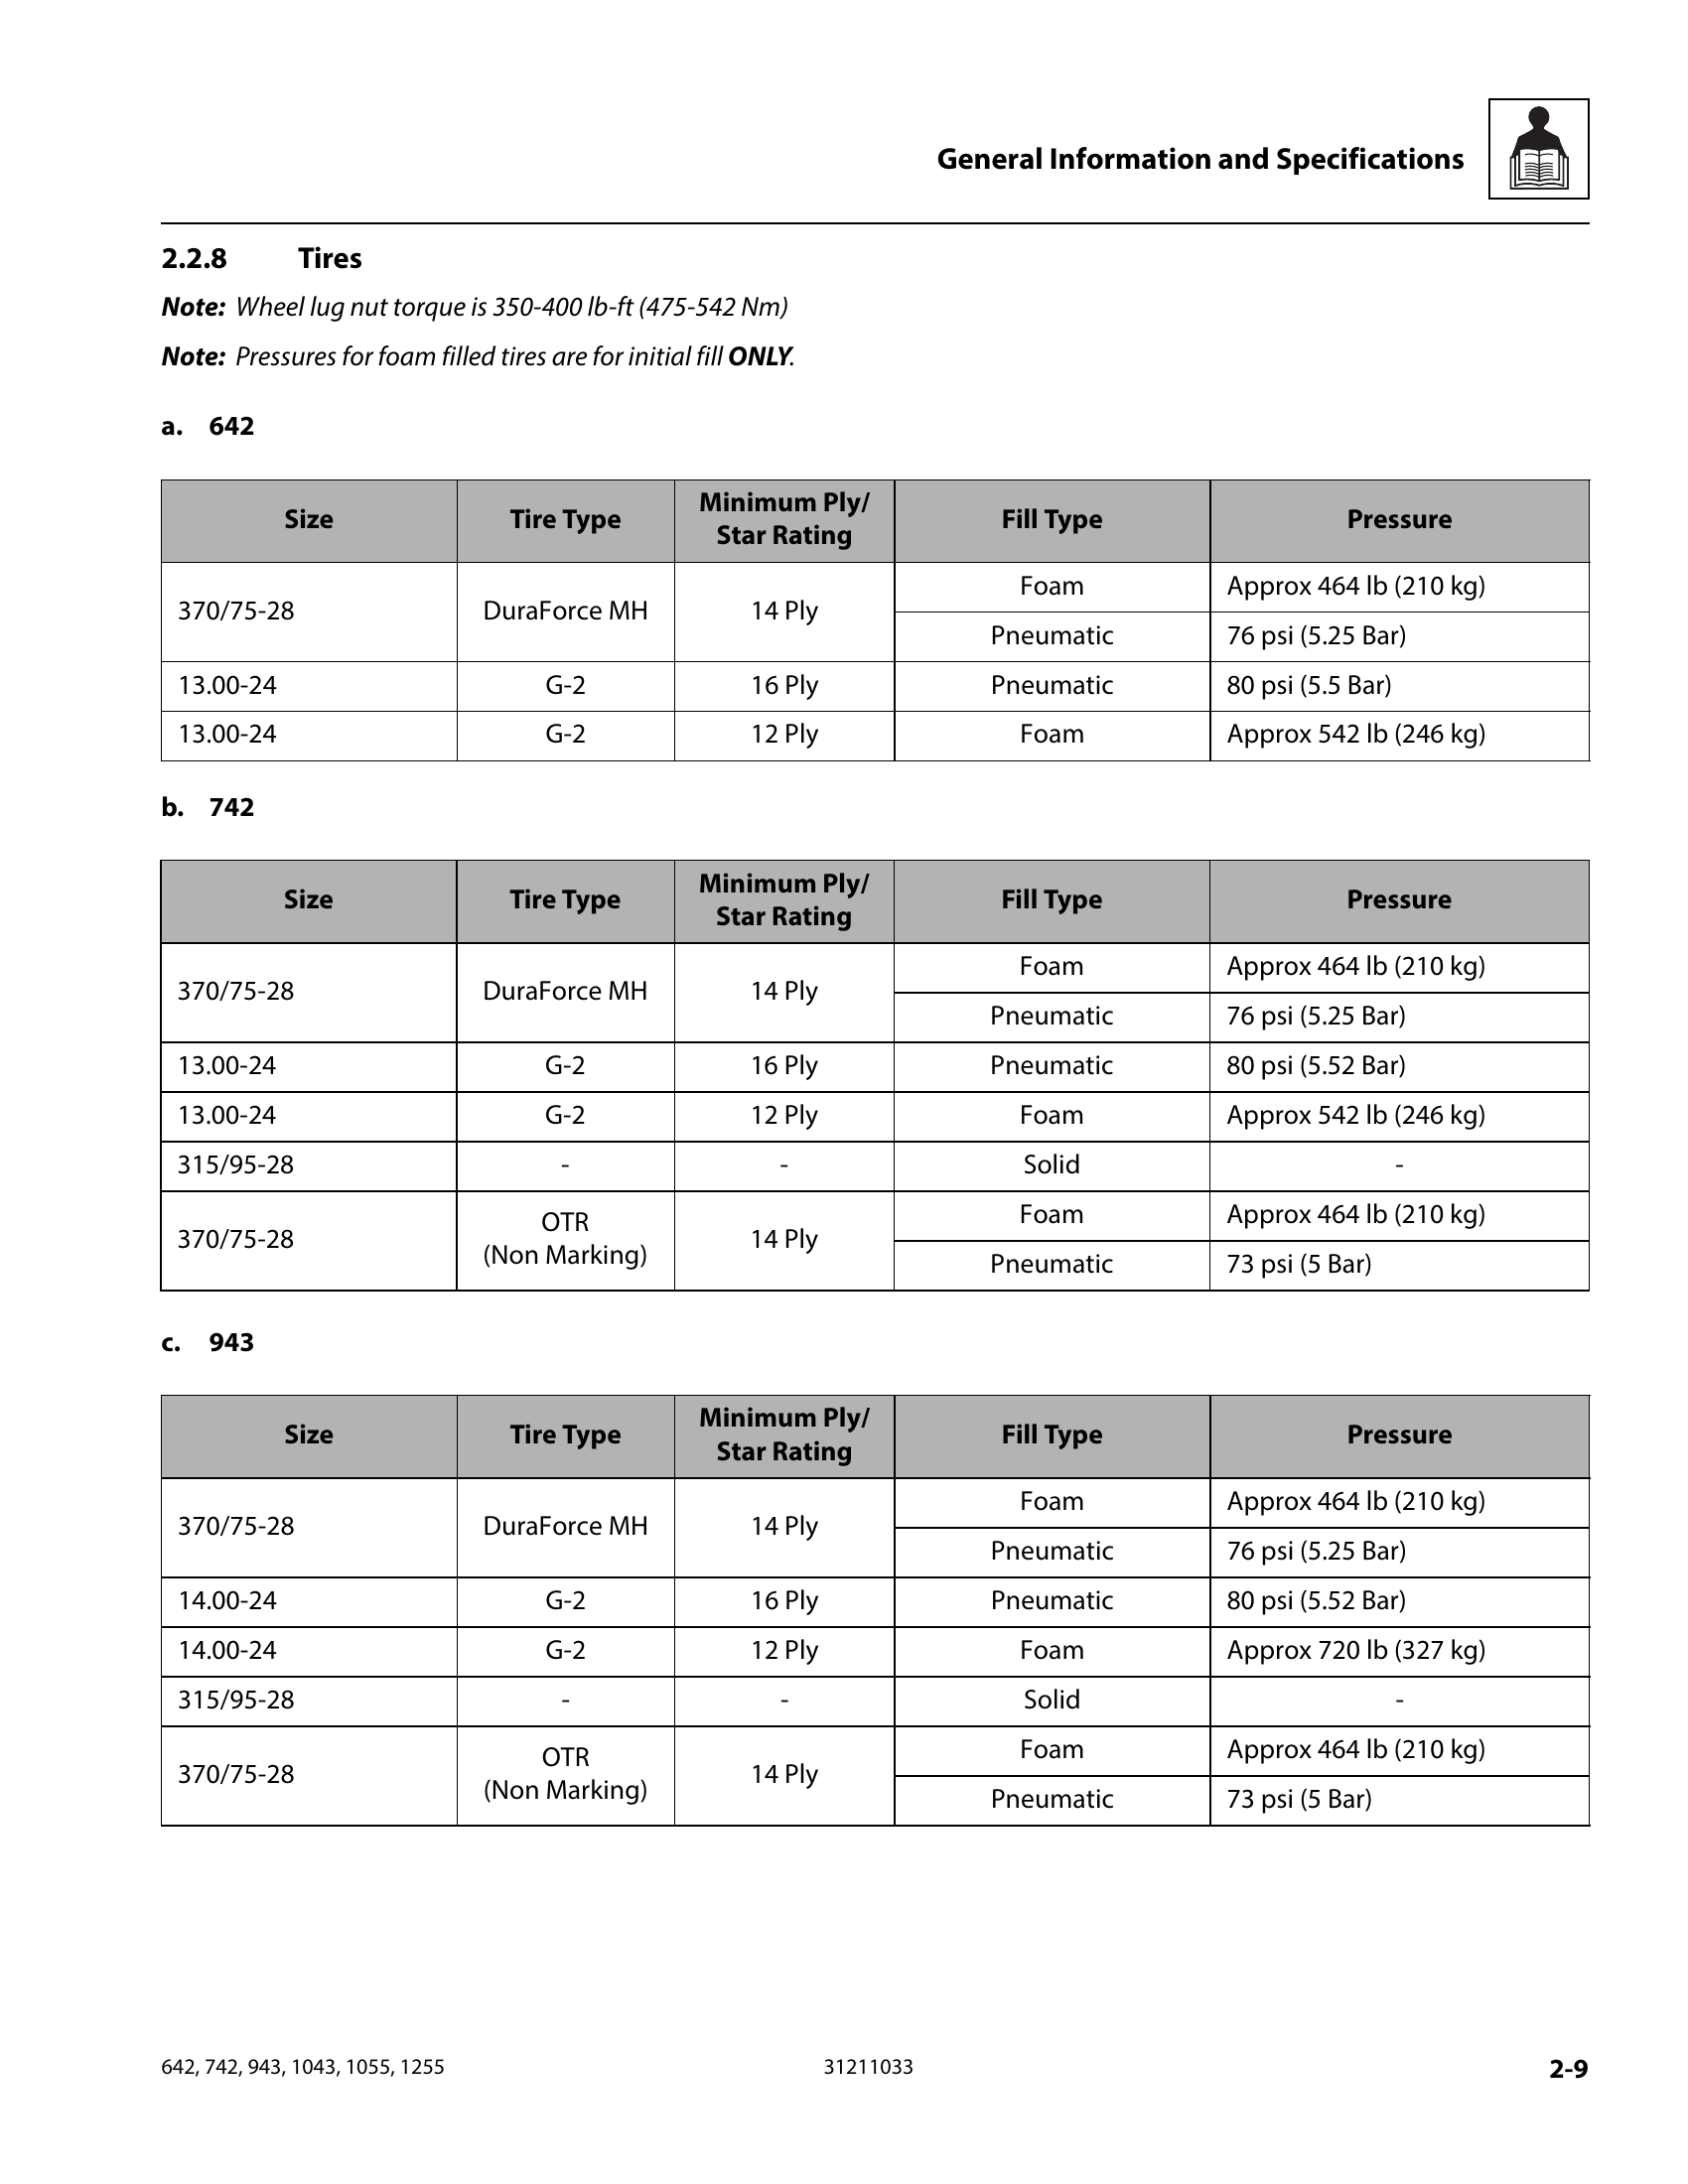 General Information and Specifications
2.2.8 Tires
Note: Wheel lug nut torque is 350-400 lb-ft (475-542 Nm)
Note: Pressures for foam filled tires are for initial fill ONLY.
a. 642
Size Tire Type Minimum Ply/ Star Rating Fill Type Pressure
370/75-28 DuraForce MH 14 Ply Foam Approx 464 lb (210 kg)
Pneumatic 76 psi (5.25 Bar)
13.00-24 G-2 16 Ply Pneumatic 80 psi (5.5 Bar)
13.00-24 G-2 12 Ply Foam Approx 542 lb (246 kg)
b. 742
Size Tire Type Minimum Ply/ Star Rating Fill Type Pressure
370/75-28 DuraForce MH 14 Ply Foam Approx 464 lb (210 kg)
Pneumatic 76 psi (5.25 Bar)
13.00-24 G-2 16 Ply Pneumatic 80 psi (5.52 Bar)
13.00-24 G-2 12 Ply Foam Approx 542 lb (246 kg)
315/95-28 - - Solid -
370/75-28 OTR (Non Marking) 14 Ply Foam Approx 464 lb (210 kg)
Pneumatic 73 psi (5 Bar)
c. 943
Size Tire Type Minimum Ply/ Star Rating Fill Type Pressure
370/75-28 DuraForce MH 14 Ply Foam Approx 464 lb (210 kg)
Pneumatic 76 psi (5.25 Bar)
14.00-24 G-2 16 Ply Pneumatic 80 psi (5.52 Bar)
14.00-24 G-2 12 Ply Foam Approx 720 lb (327 kg)
315/95-28 - - Solid -
370/75-28 OTR (Non Marking) 14 Ply Foam Approx 464 lb (210 kg)
Pneumatic 73 psi (5 Bar)
642, 742, 943, 1043, 1055, 1255 31211033 2-9